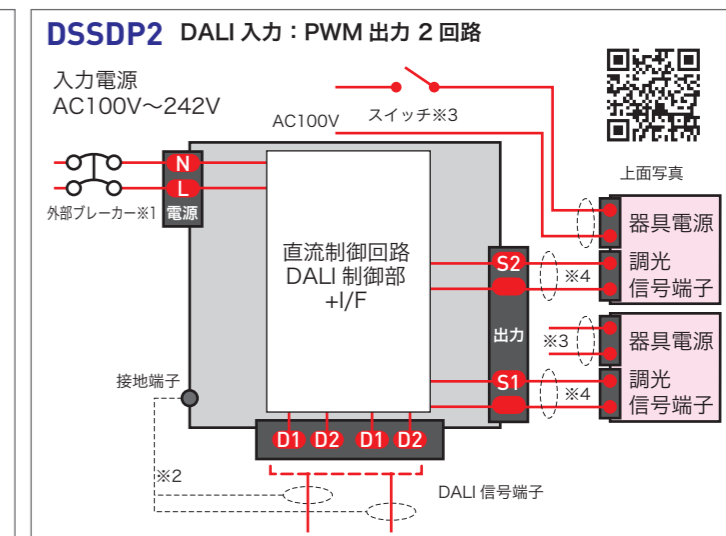 DSSDP2 DALI 入力：PWM 出力 2 回路
入力電源
AC100V〜242V
スイッチ※3
AC100V
上面写真
N
L
電源
外部ブレーカー※1
直流制御回路
DALI 制御部
+I/F
S2
出力
S1
※4
器具電源
調光
信号端子
※3
※4
器具電源
調光
信号端子
接地端子
D1 D2 D1 D2
※2
DALI 信号端子